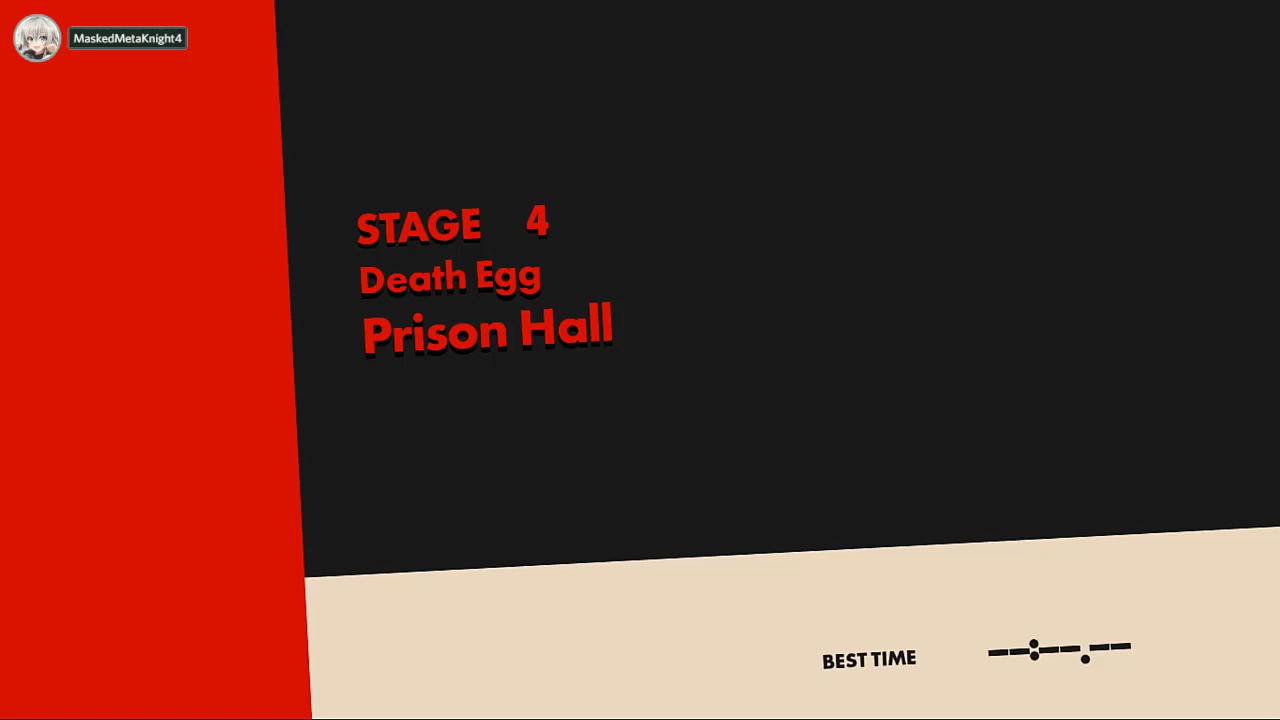 MaskedMetaKnight4
STAGE 4
Death Egg
Prison Hall
BEST TIME --:--.--